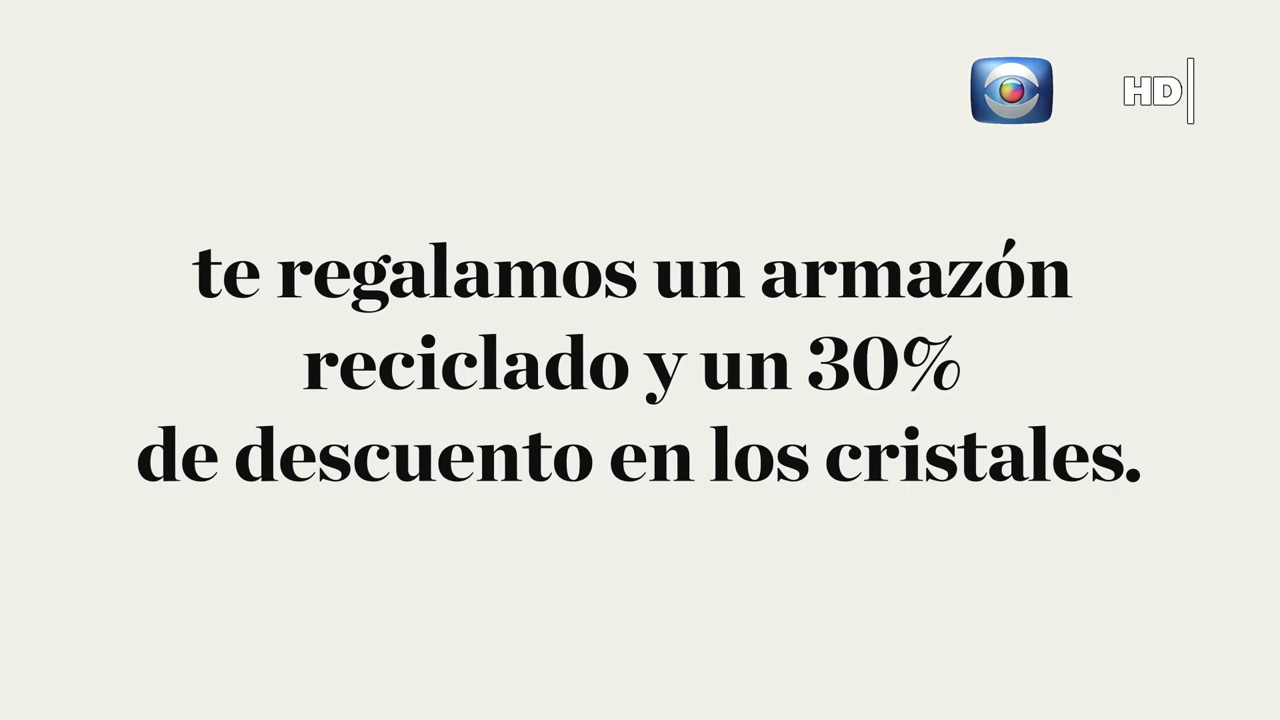 HD
te regalamos un armazón
reciclado y un 30%
de descuento en los cristales.